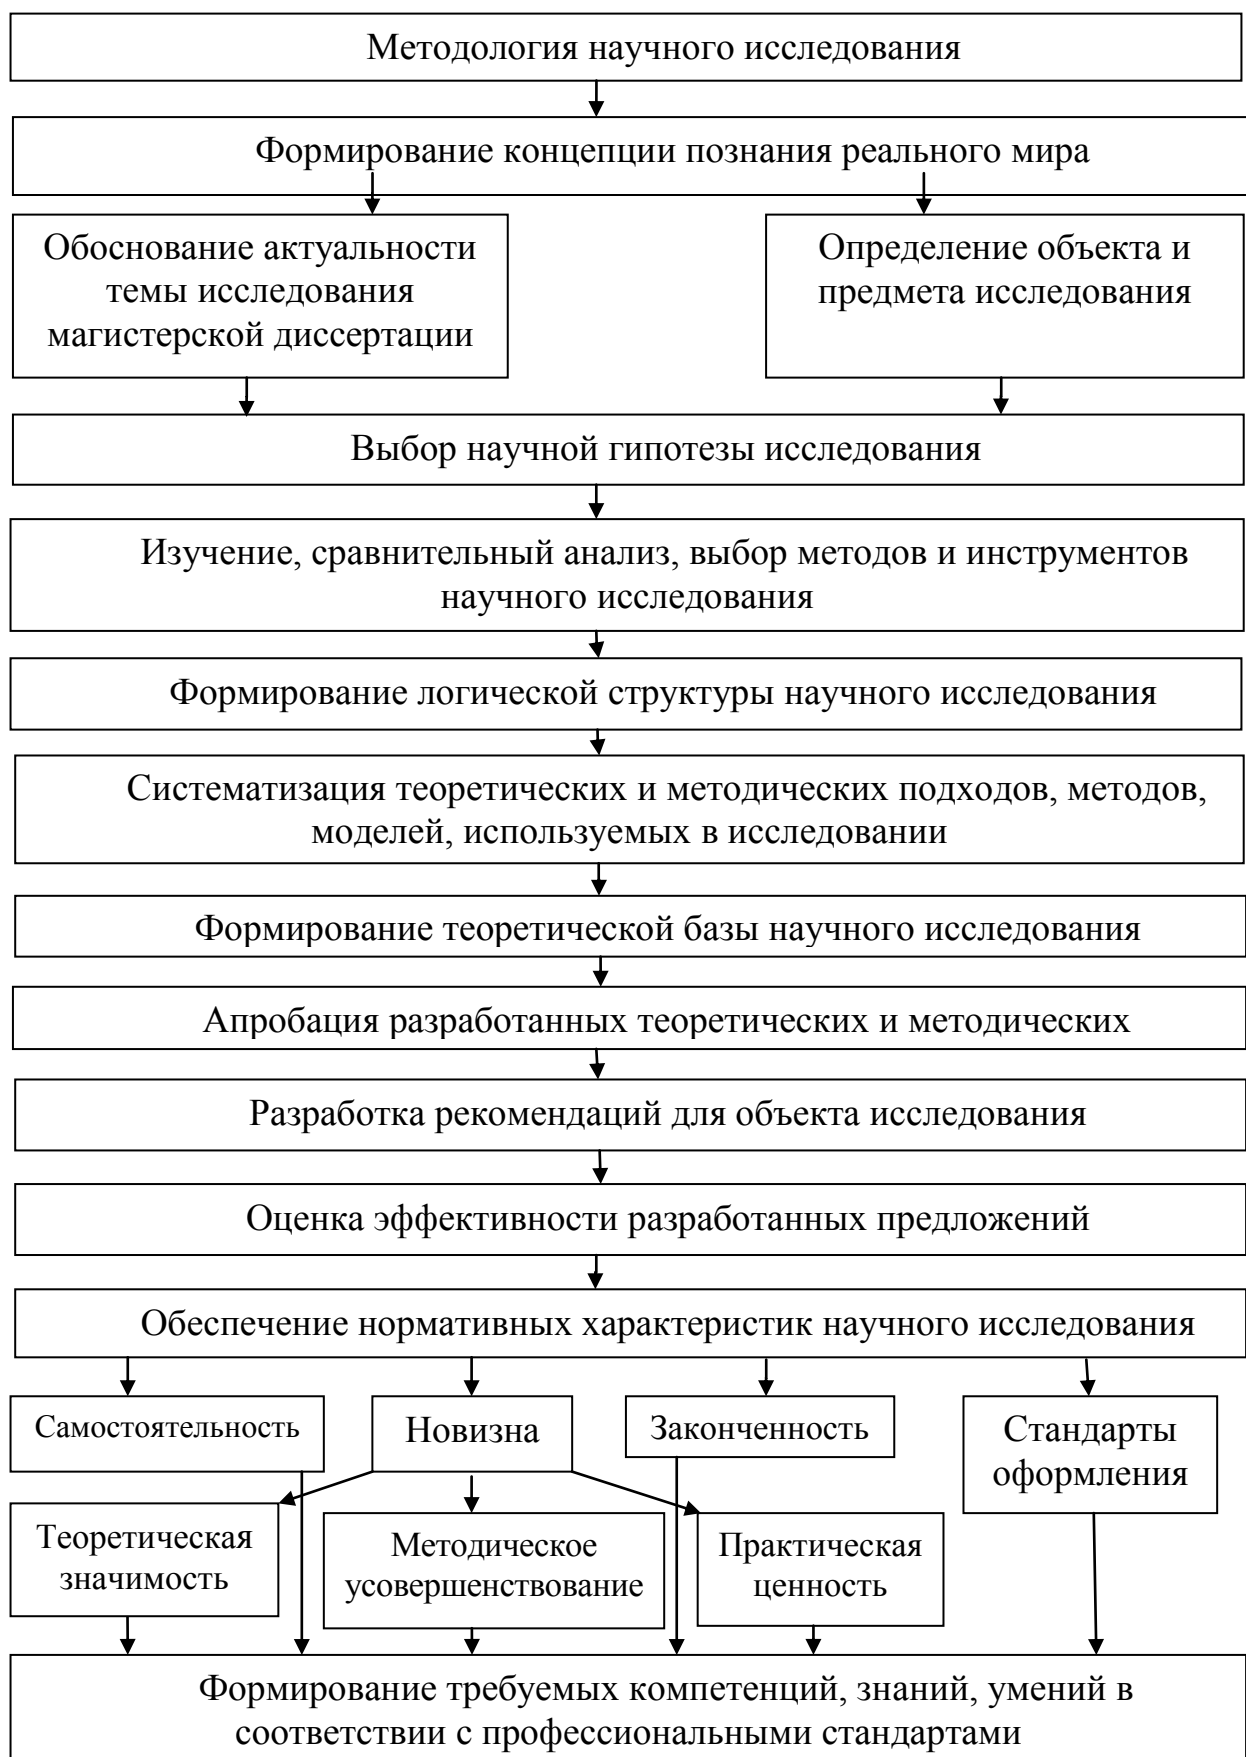 Методология научного исследования
Формирование концепции познания реального мира
Обоснование актуальности
темы исследования
магистерской диссертации
Определение объекта и
предмета исследования
Выбор научной гипотезы исследования
Изучение, сравнительный анализ, выбор методов и инструментов
научного исследования
Формирование логической структуры научного исследования
Систематизация теоретических и методических подходов, методов,
моделей, используемых в исследовании
Формирование теоретической базы научного исследования
Апробация разработанных теоретических и методических
Разработка рекомендаций для объекта исследования
Оценка эффективности разработанных предложений
Обеспечение нормативных характеристик научного исследования
Самостоятельность
Новизна
Законченность
Стандарты
оформления
Теоретическая
значимость
Методическое
усовершенствование
Практическая
ценность
Формирование требуемых компетенций, знаний, умений в
соответствии с профессиональными стандартами